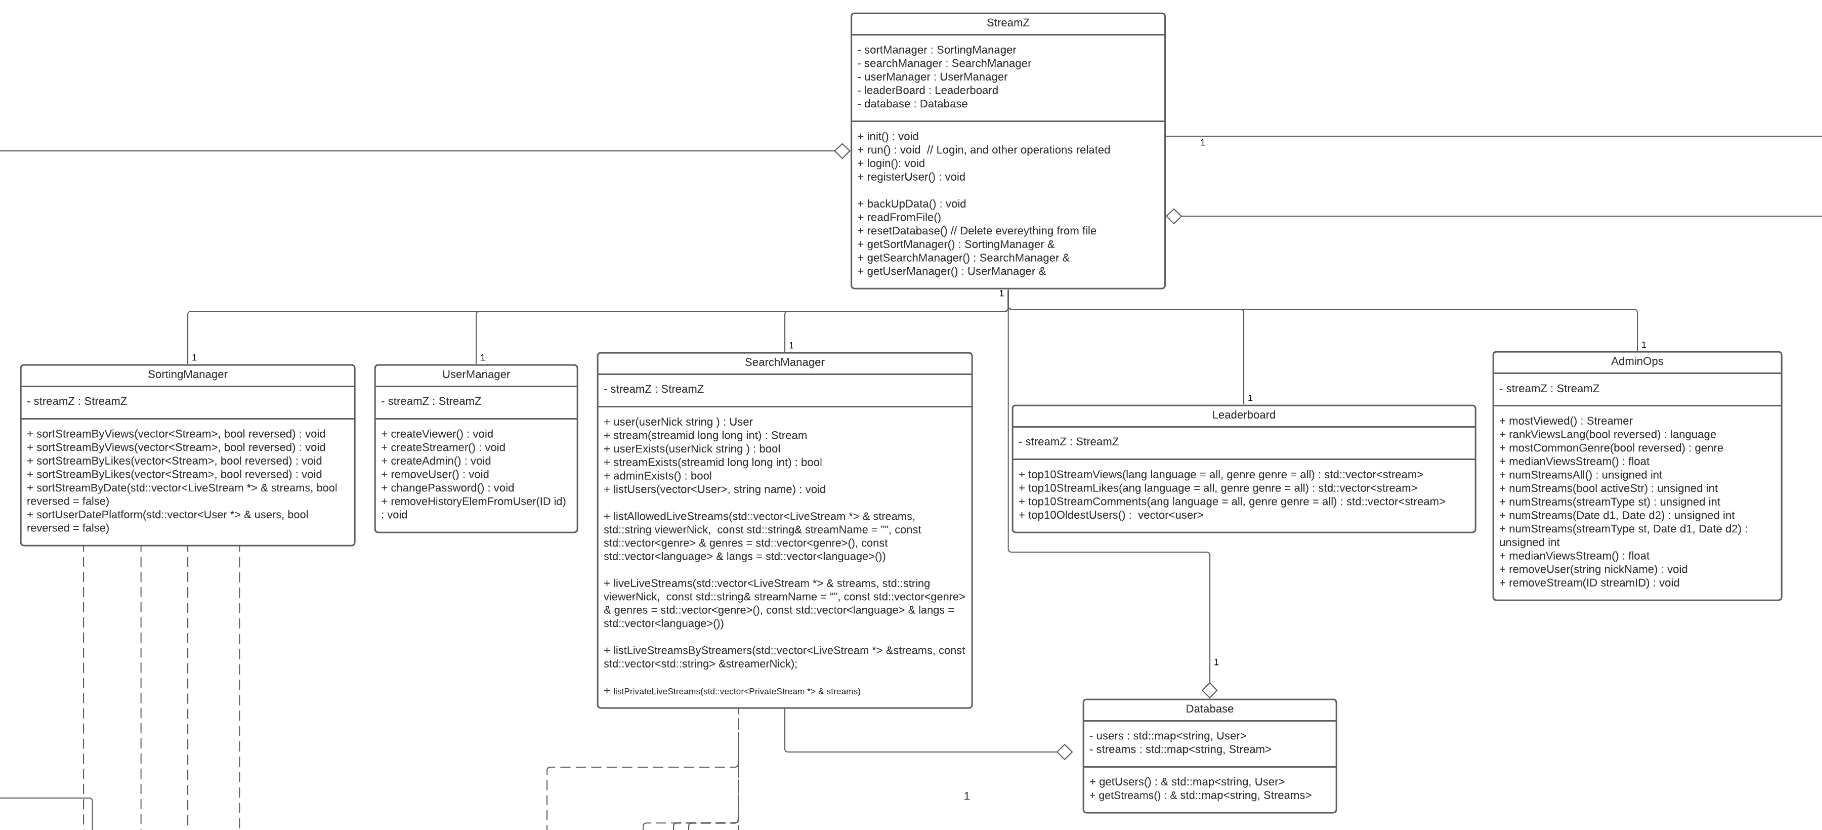 StreamZ
- sortManager : SortingManager
- searchManager : SearchManager
- userManager : UserManager
- leaderBoard : Leaderboard
- database : Database
+ init() : void
+ run() : void  // Login, and other operations related
+ login(): void
+ registerUser() : void
+ backUpData() : void
+ readFromFile()
+ resetDatabase() // Delete evereything from file
+ getSortManager() : SortingManager &
+ getSearchManager() : SearchManager &
+ getUserManager() : UserManager &
1
1
1
SortingManager
- streamZ : StreamZ
+ sortStreamByViews(vector<Stream>, bool reversed) : void
+ sortStreamByViews(vector<Stream>, bool reversed) : void
+ sortStreamByLikes(vector<Stream>, bool reversed) : void
+ sortStreamByLikes(vector<Stream>, bool reversed) : void
+ sortStreamByDate(std::vector<LiveStream *> & streams, bool
reversed = false)
+ sortUserDatePlatform(std::vector<User *> & users, bool
reversed = false)
1
UserManager
- streamZ : StreamZ
+ createViewer() : void
+ createStreamer() : void
+ createAdmin() : void
+ removeUser() : void
+ changePassword() : void
+ removeHistoryElemFromUser(ID id)
: void
1
SearchManager
- streamZ : StreamZ
+ user(userNick string ) : User
+ stream(streamid long long int) : Stream
+ userExists(userNick string ) : bool
+ streamExists(streamid long long int) : bool
+ adminExists() : bool
+ listUsers(vector<User>, string name) : void
+ listAllowedLiveStreams(std::vector<LiveStream *> & streams,
std::string viewerNick,  const std::string& streamName = "", const
std::vector<genre> & genres = std::vector<genre>(), const
std::vector<language> & langs = std::vector<language>())
+ liveLiveStreams(std::vector<LiveStream *> & streams, std::string
viewerNick,  const std::string& streamName = "", const std::vector<genre>
& genres = std::vector<genre>(), const std::vector<language> & langs =
std::vector<language>())
+ listLiveStreamsByStreamers(std::vector<LiveStream *> &streams, const
std::vector<std::string> &streamerNick);
+ listPrivateLiveStreams(std::vector<PrivateStream *> & streams)
1
Leaderboard
- streamZ : StreamZ
+ top10StreamViews(lang language = all, genre genre = all) : std::vector<stream>
+ top10StreamLikes(ang language = all, genre genre = all) : std::vector<stream>
+ top10StreamComments(ang language = all, genre genre = all) : std::vector<stream>
+ top10OldestUsers() :  vector<user>
1
AdminOps
- streamZ : StreamZ
+ mostViewed() : Streamer
+ rankViewsLang(bool reversed) : language
+ mostCommonGenre(bool reversed) : genre
+ medianViewsStream() : float
+ numStreamsAll() : unsigned int
+ numStreams(bool activeStr) : unsigned int
+ numStreams(streamType st) : unsigned int
+ numStreams(Date d1, Date d2) : unsigned int
+ numStreams(streamType st, Date d1, Date d2) :
unsigned int
+ medianViewsStream() : float
+ removeUser(string nickName) : void
+ removeStream(ID streamID) : void
1
Database
- users : std::map<string, User>
- streams : std::map<string, Stream>
+ getUsers() : & std::map<string, User>
+ getStreams() : & std::map<string, Streams>
1